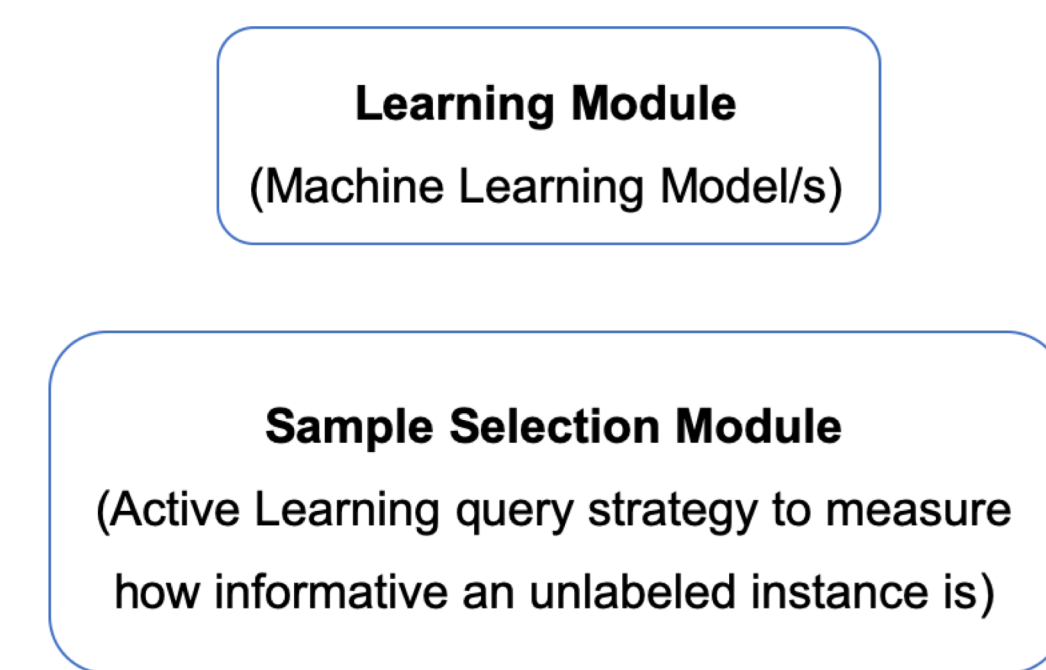 Learning Module
(Machine Learning Model/s)
Sample Selection Module
(Active Learning query strategy to measure
how informative an unlabeled instance is)